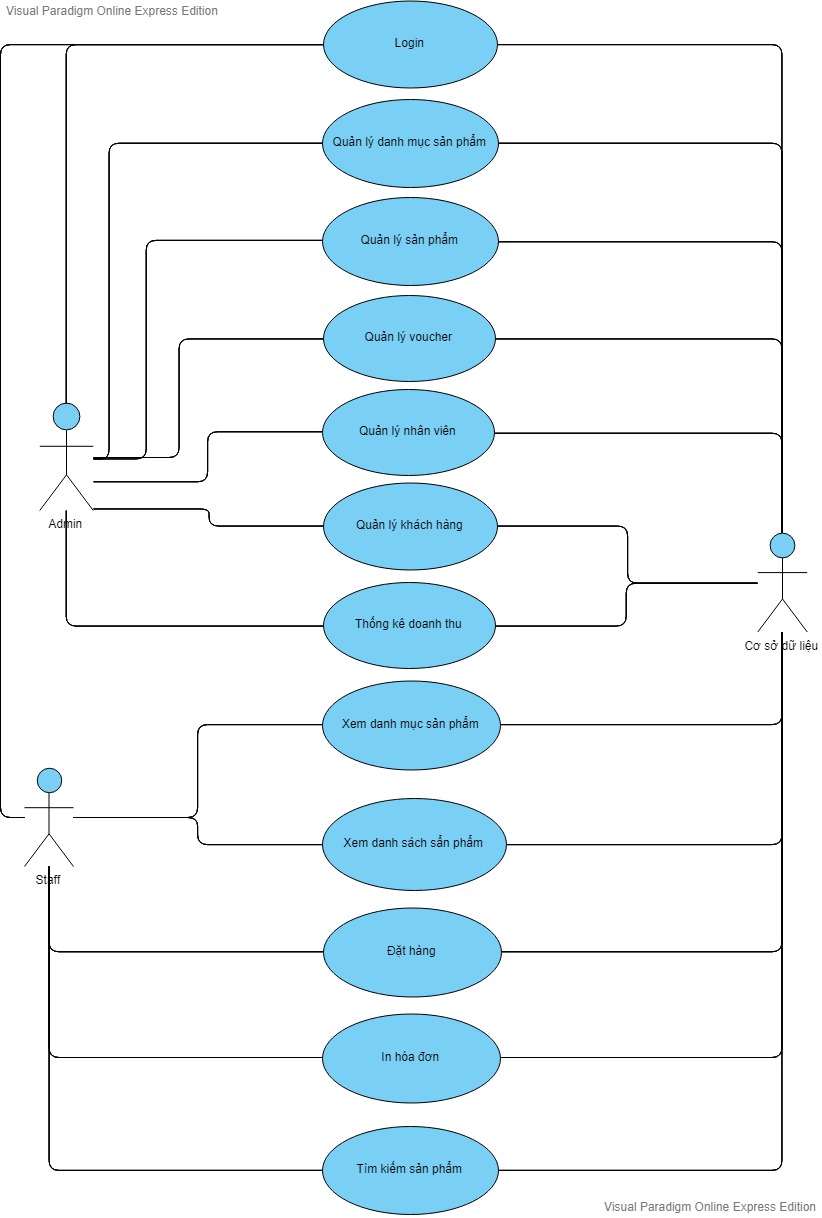 Visual Paradigm Online Express Edition
Login
Quản lý danh mục sản phẩm
Quản lý sản phẩm
Quản lý voucher
Quản lý nhân viên
Admin
Quản lý khách hàng
Thống kê doanh thu
Cơ sở dữ liệu
Xem danh mục sản phẩm
Xem danh sách sẩn phẩm
Staff
Đặt hàng
In hóa đơn
Tìm kiếm sản phẩm
Visual Paradigm Online Express Edition